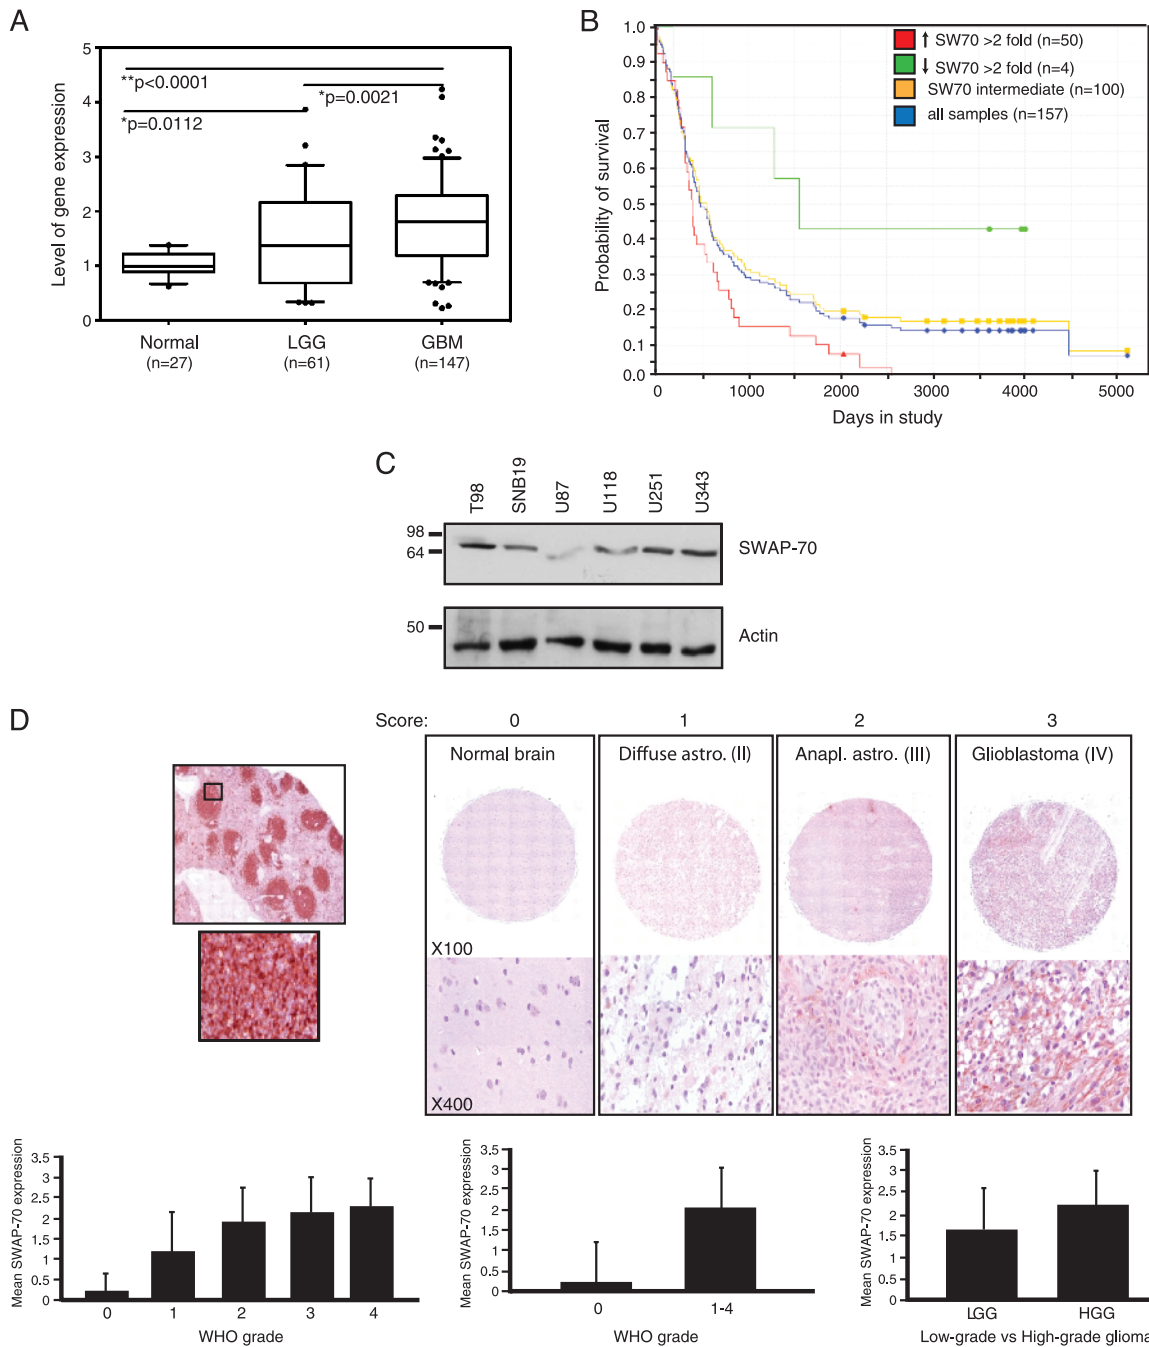 A
Level of gene expression
5
4
3
2
1
0
**p<0.0001
*p=0.0021
*p=0.0112
Normal
(n=27)
LGG
(n=61)
GBM
(n=147)
B
Probability of survival
1.0
0.9
0.8
0.7
0.6
0.5
0.4
0.3
0.2
0.1
0.0
↑ SW70 >2 fold (n=50)
↓ SW70 >2 fold (n=4)
SW70 intermediate (n=100)
all samples (n=157)
0 1000 2000 3000 4000 5000
Days in study
C
T98
SNB19
U87
U118
U251
U343
98
64
SWAP-70
50
Actin
D
Score: 0 1 2 3
Normal brain
Diffuse astro. (II)
Anapl. astro. (III)
Glioblastoma (IV)
X100
X400
Mean SWAP-70 expression
3.5
3
2.5
2
1.5
1
0.5
0
0 1 2 3 4
WHO grade
Mean SWAP-70 expression
3.5
3
2.5
2
1.5
1
0.5
0
0 1-4
WHO grade
Mean SWAP-70 expression
3.5
3
2.5
2
1.5
1
0.5
0
LGG HGG
Low-grade vs High-grade glioma